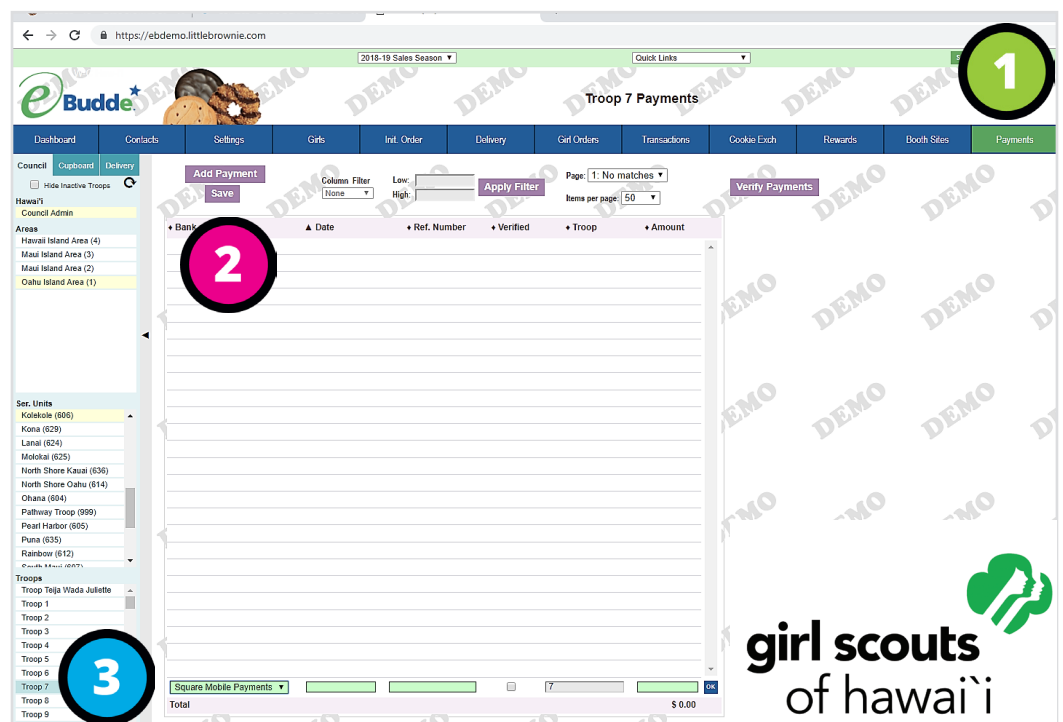 https://ebdemo.littlebrownie.com
2018-19 Sales Season ▼
Quick Links ▼
1
eBudde
Troop 7 Payments
Dashboard Contacts Settings Girls Init. Order Delivery Girl Orders Transactions Cookie Exch Rewards Booth Sites Payments
Council Cupboard Delivery
Hide Inactive Troops
Hawai'i
Council Admin
Areas
Hawaii Island Area (4)
Maui Island Area (3)
Maui Island Area (2)
Oahu Island Area (1)
Ser. Units
Kolekole (606)
Kona (629)
Lanai (624)
Molokai (625)
North Shore Kauai (636)
North Shore Oahu (614)
Ohana (604)
Pathway Troop (999)
Pearl Harbor (605)
Puna (635)
Rainbow (612)
South Maui (607)
Troops
Troop Teija Wada Juliette
Troop 1
Troop 2
Troop 3
Troop 4
Troop 5
Troop 6
Troop 7
Troop 8
Troop 9
3
Add Payment
Save
Column Filter
None ▼
Low:
High:
Apply Filter
Page: 1: No matches ▼
Items per page: 50 ▼
Verify Payments
♦ Bank ▲ Date ♦ Ref. Number ♦ Verified ♦ Troop ♦ Amount
2
Square Mobile Payments ▼ 7 OK
Total $ 0.00
DEMO
girl scouts
of hawai`i